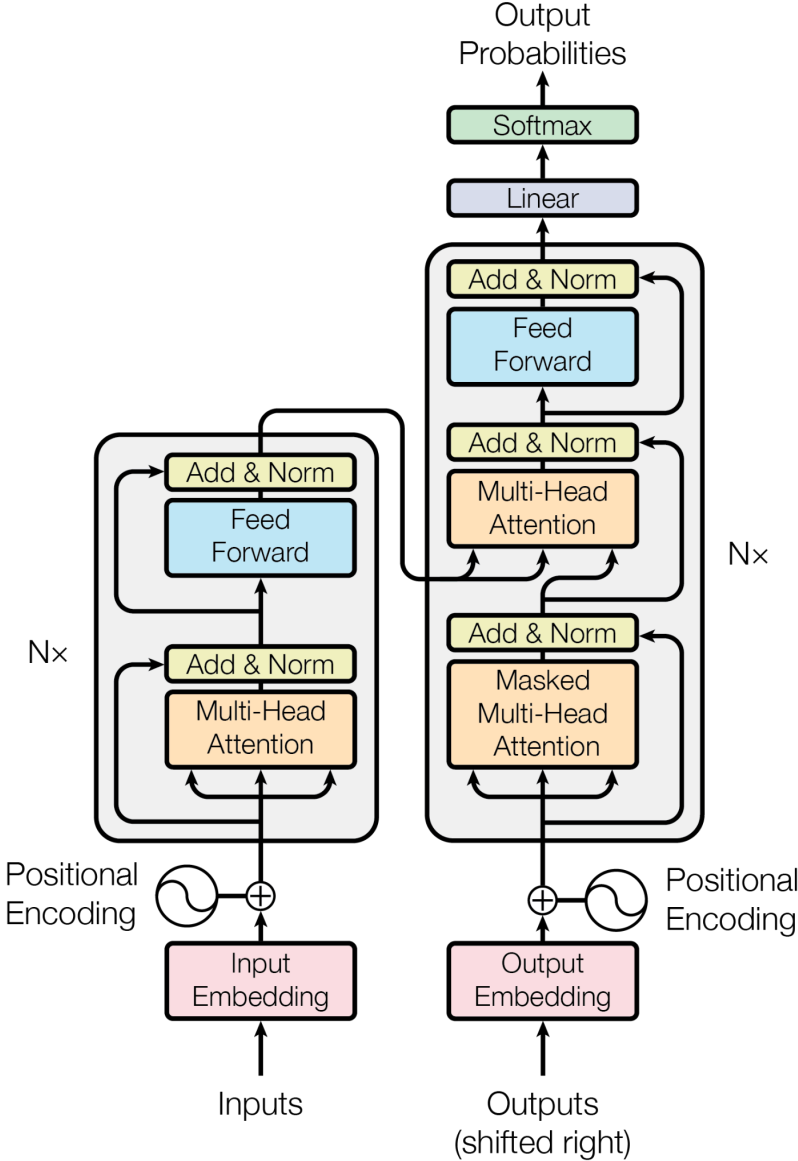 Output
Probabilities
Softmax
Linear
Add & Norm
Feed
Forward
Add & Norm
Multi-Head
Attention
Nx
Add & Norm
Masked
Multi-Head
Attention
Add & Norm
Feed
Forward
Nx
Add & Norm
Multi-Head
Attention
Positional
Encoding
Positional
Encoding
Input
Embedding
Output
Embedding
Inputs
Outputs
(shifted right)